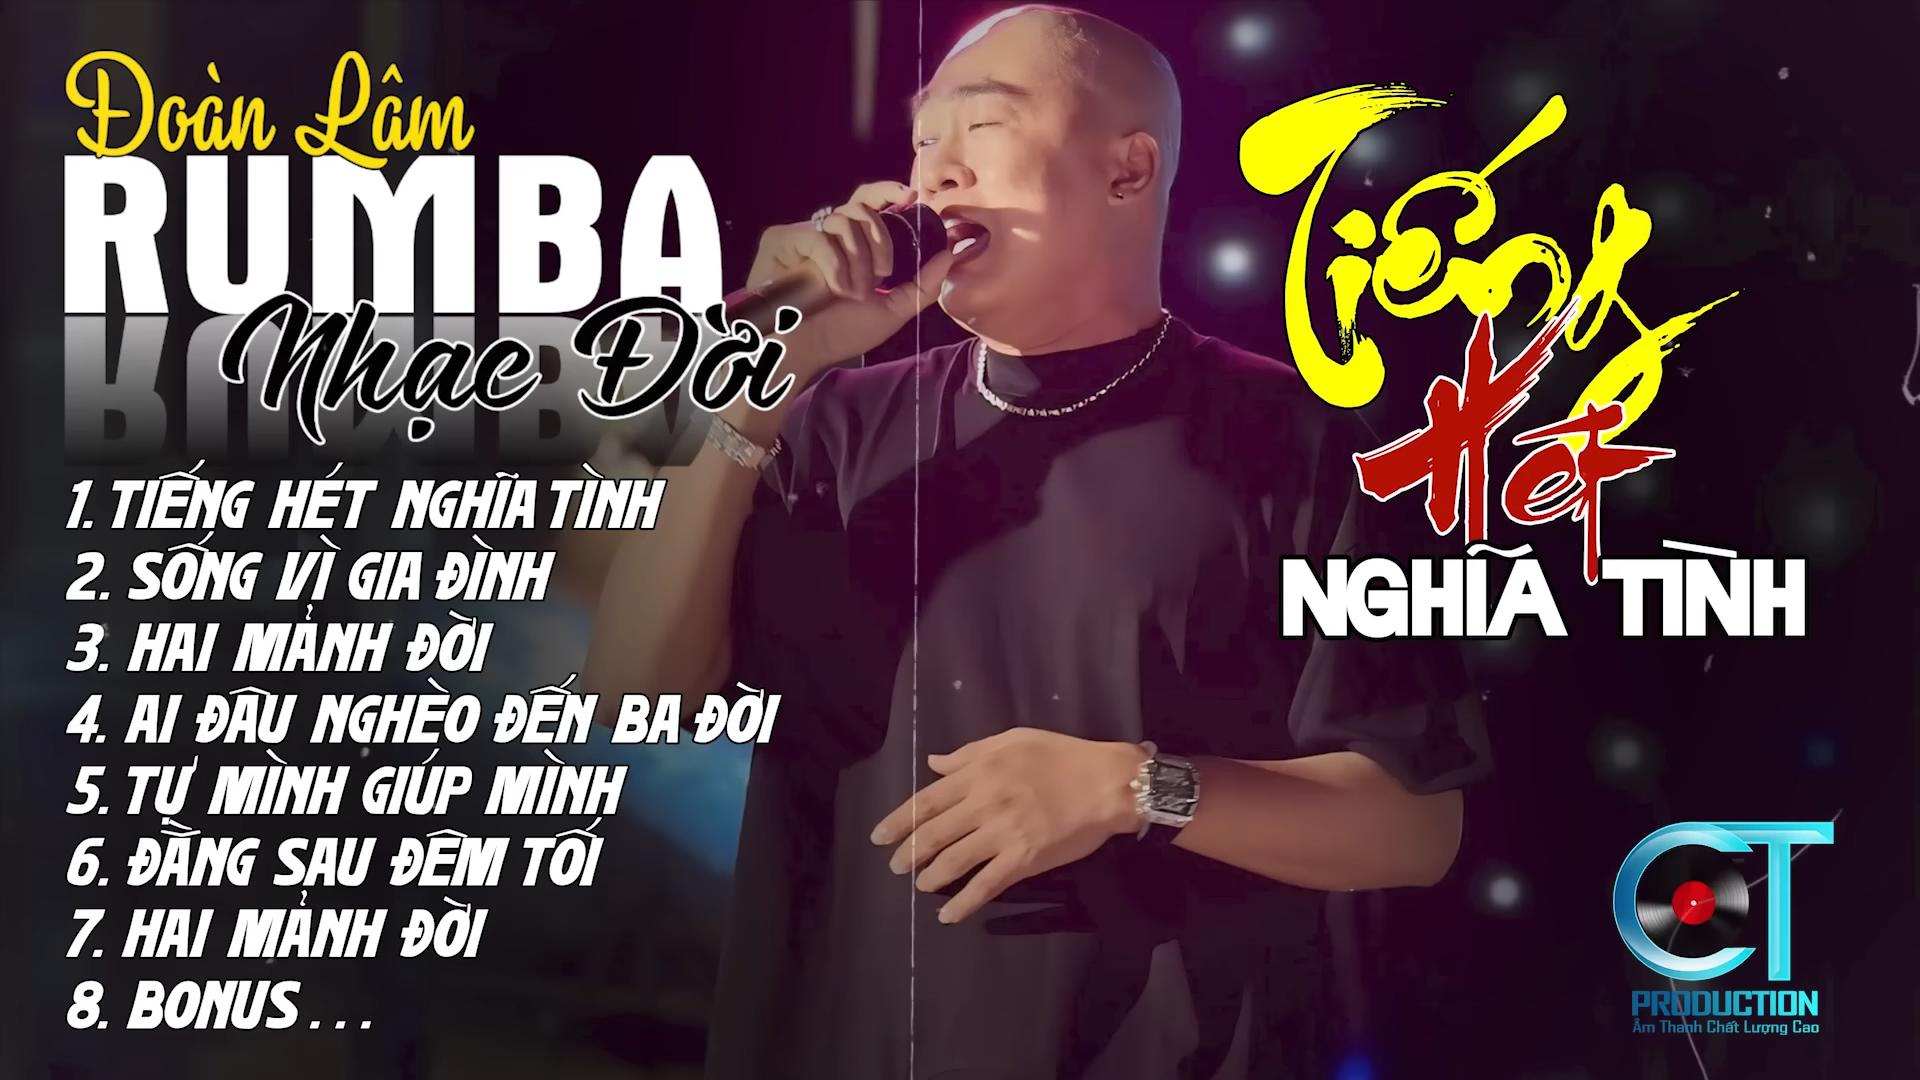 Đoàn Lâm
RUMBA
Nhạc Đời
1. TIẾNG HÉT NGHĨA TÌNH
2. SỐNG VÌ GIA ĐÌNH
3. HAI MẢNH ĐỜI
4. AI ĐÂU NGHÈO ĐẾN BA ĐỜI
5. TỰ MÌNH GIÚP MÌNH
6. ĐẰNG SAU ĐÊM TỐI
7. HAI MẢNH ĐỜI
8. BONUS...
Tiếng
Hét
NGHĨA TÌNH
CT
PRODUCTION
Âm Thanh Chất Lượng Cao